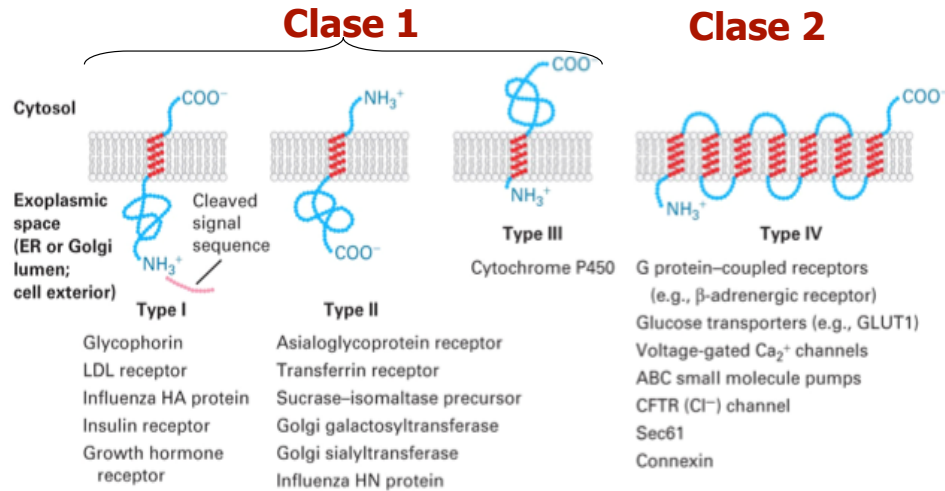 Clase 1
Clase 2
Cytosol
COO⁻
NH₃⁺
COO⁻
COO⁻
Exoplasmic
space
(ER or Golgi
lumen;
cell exterior)
Cleaved
signal
sequence
NH₃⁺
COO⁻
NH₃⁺
NH₃⁺
Type I
Glycophorin
LDL receptor
Influenza HA protein
Insulin receptor
Growth hormone
receptor
Type II
Asialoglycoprotein receptor
Transferrin receptor
Sucrase–isomaltase precursor
Golgi galactosyltransferase
Golgi sialyltransferase
Influenza HN protein
Type III
Cytochrome P450
Type IV
G protein–coupled receptors
(e.g., β-adrenergic receptor)
Glucose transporters (e.g., GLUT1)
Voltage-gated Ca₂⁺ channels
ABC small molecule pumps
CFTR (Cl⁻) channel
Sec61
Connexin